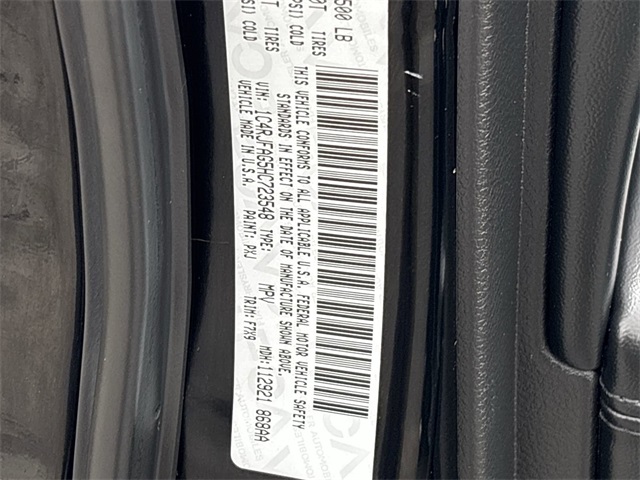 500 LB
TIRES
PSI) COLD
T TIRES
PSI) COLD
THIS VEHICLE CONFORMS TO ALL APPLICABLE U.S.A. FEDERAL MOTOR VEHICLE SAFETY
STANDARDS IN EFFECT ON THE DATE OF MANUFACTURE SHOWN ABOVE.
VIN: 1C4RJFAG5HC723548 TYPE: MPV MDH:112921 868AA
VEHICLE MADE IN U.S.A. PAINT: PXJ TRIM: F7X9